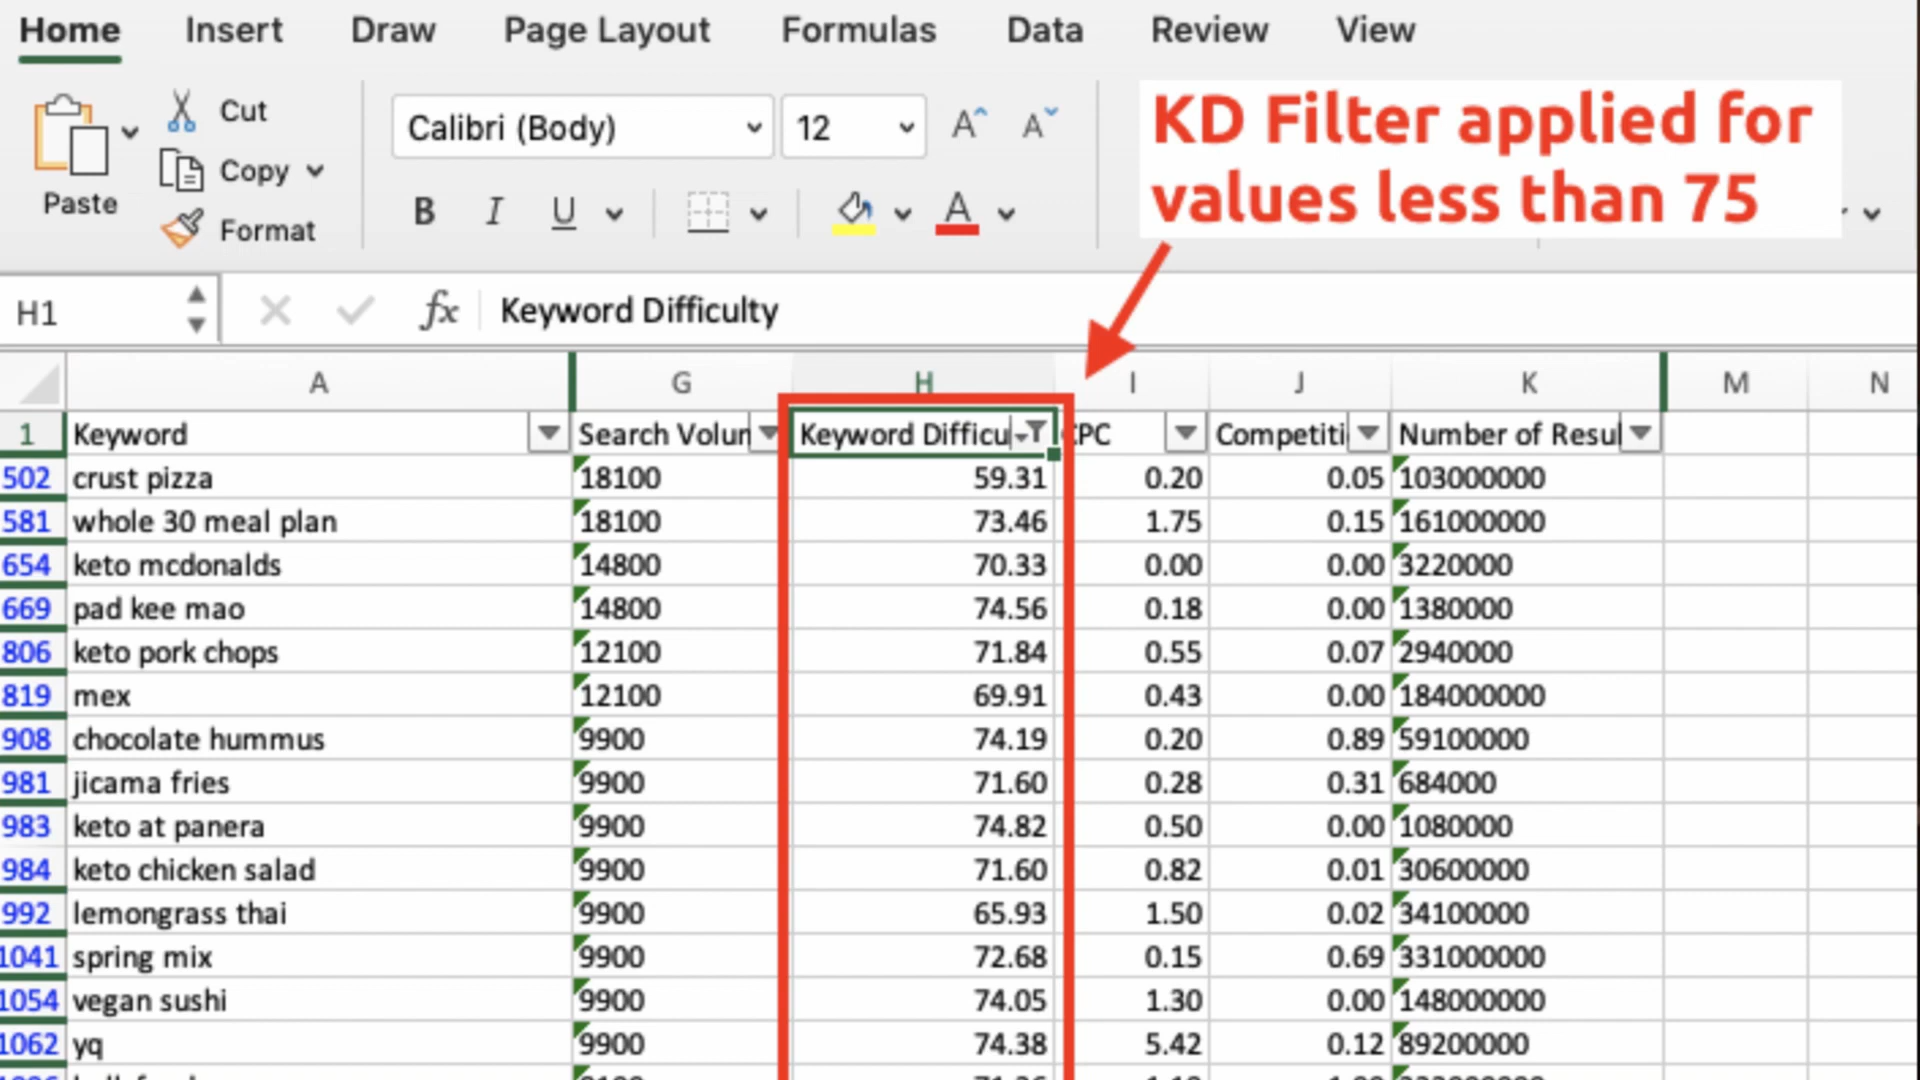 Home Insert Draw Page Layout Formulas Data Review View
Cut
Copy
Format
Paste
Calibri (Body) 12 A^ A˅
B I U A
KD Filter applied for
values less than 75
H1 fx Keyword Difficulty
A G H I J K M N
1 Keyword Search Volun Keyword Difficu CPC Competiti Number of Resul
502 crust pizza 18100 59.31 0.20 0.05 103000000
581 whole 30 meal plan 18100 73.46 1.75 0.15 161000000
654 keto mcdonalds 14800 70.33 0.00 0.00 3220000
669 pad kee mao 14800 74.56 0.18 0.00 1380000
806 keto pork chops 12100 71.84 0.55 0.07 2940000
819 mex 12100 69.91 0.43 0.00 184000000
908 chocolate hummus 9900 74.19 0.20 0.89 59100000
981 jicama fries 9900 71.60 0.28 0.31 684000
983 keto at panera 9900 74.82 0.50 0.00 1080000
984 keto chicken salad 9900 71.60 0.82 0.01 30600000
992 lemongrass thai 9900 65.93 1.50 0.02 34100000
1041 spring mix 9900 72.68 0.15 0.69 331000000
1054 vegan sushi 9900 74.05 1.30 0.00 148000000
1062 yq 9900 74.38 5.42 0.12 89200000